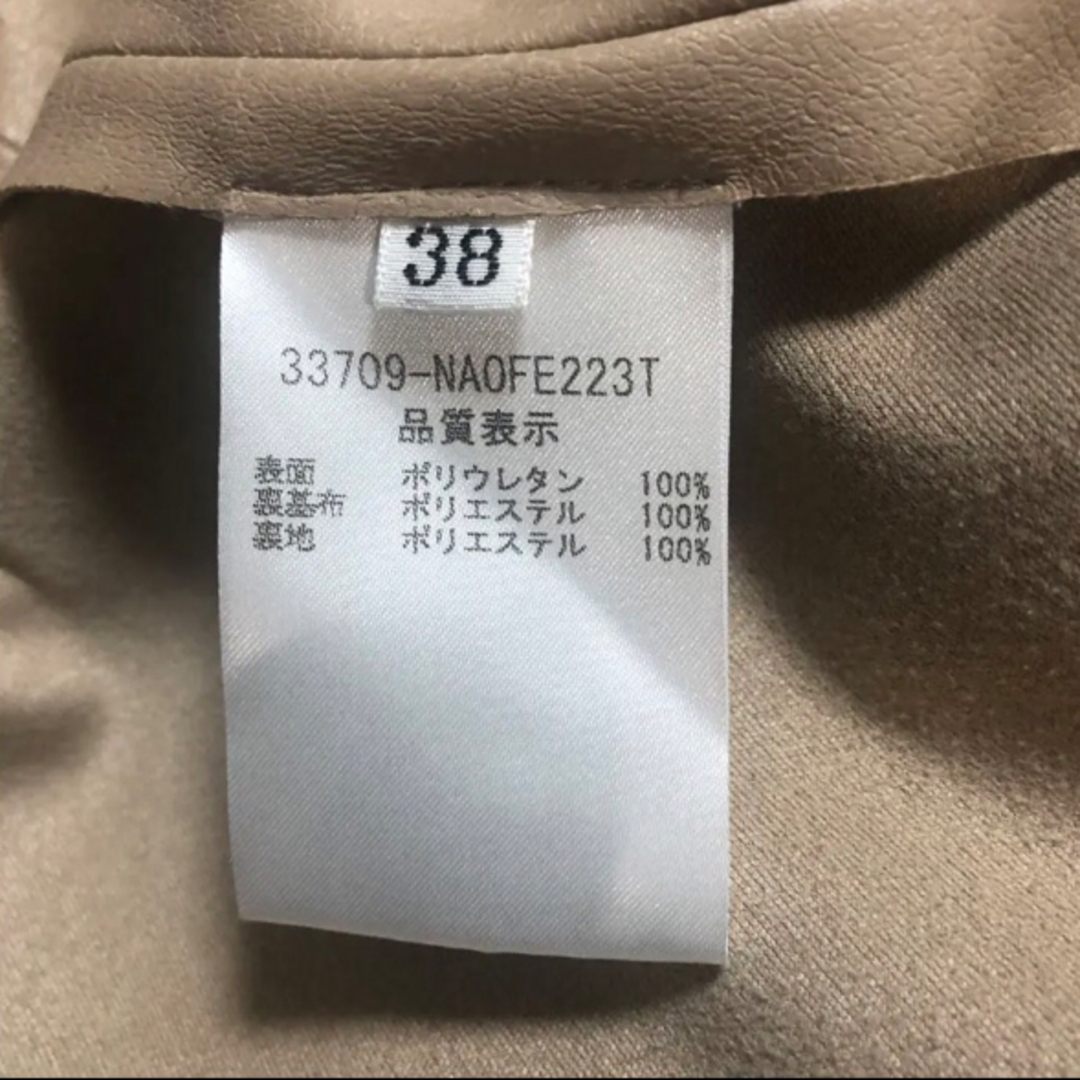 38
33709-NAOFE223T
品質表示
表面 ポリウレタン 100%
裏基布 ポリエステル 100%
裏地 ポリエステル 100%